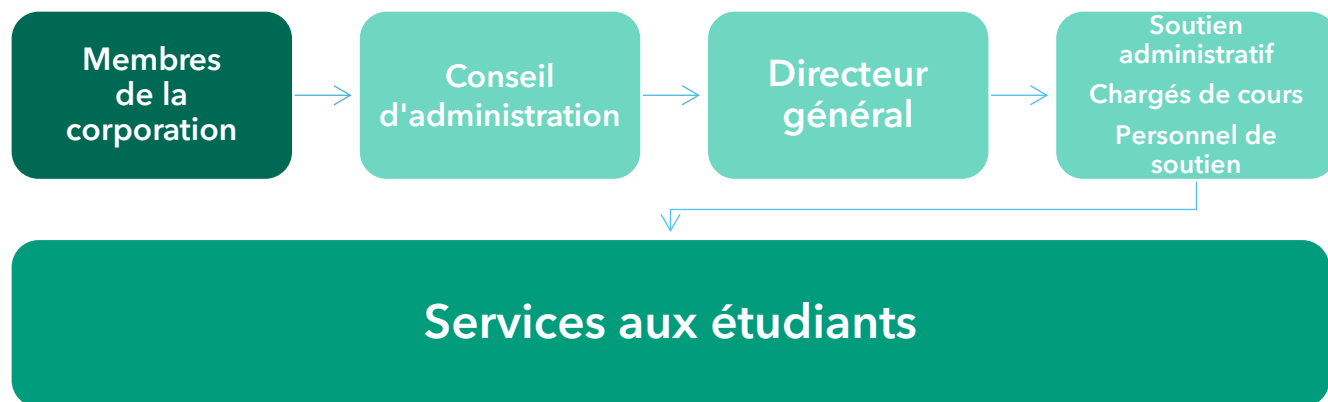 Membres
de la
corporation
Conseil
d'administration
Directeur
général
Soutien
administratif
Chargés de cours
Personnel de
soutien
Services aux étudiants